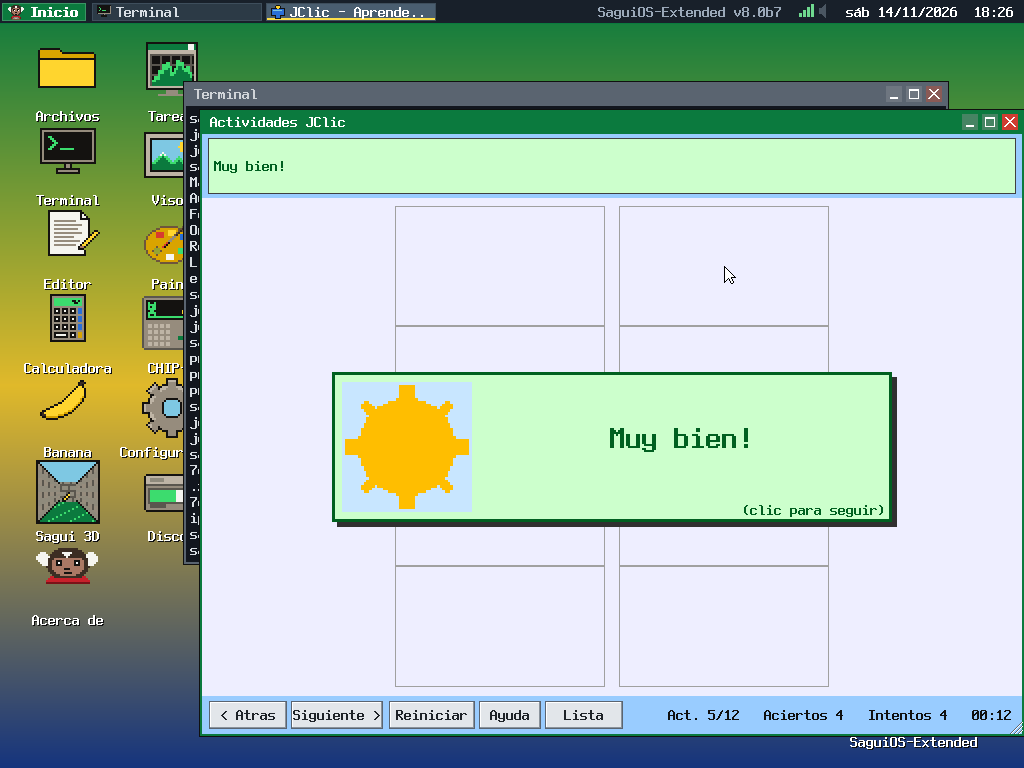 Inicio
Terminal
JClic - Aprende..
SaguiOS-Extended v8.0b7
sáb 14/11/2026
18:26
Archivos
Terminal
Editor
Calculadora
Banana
Configur
Sagui 3D
Acerca de
Terminal
Actividades JClic
Muy bien!
Muy bien!
(clic para seguir)
< Atras
Siguiente >
Reiniciar
Ayuda
Lista
Act. 5/12
Aciertos 4
Intentos 4
00:12
SaguiOS-Extended